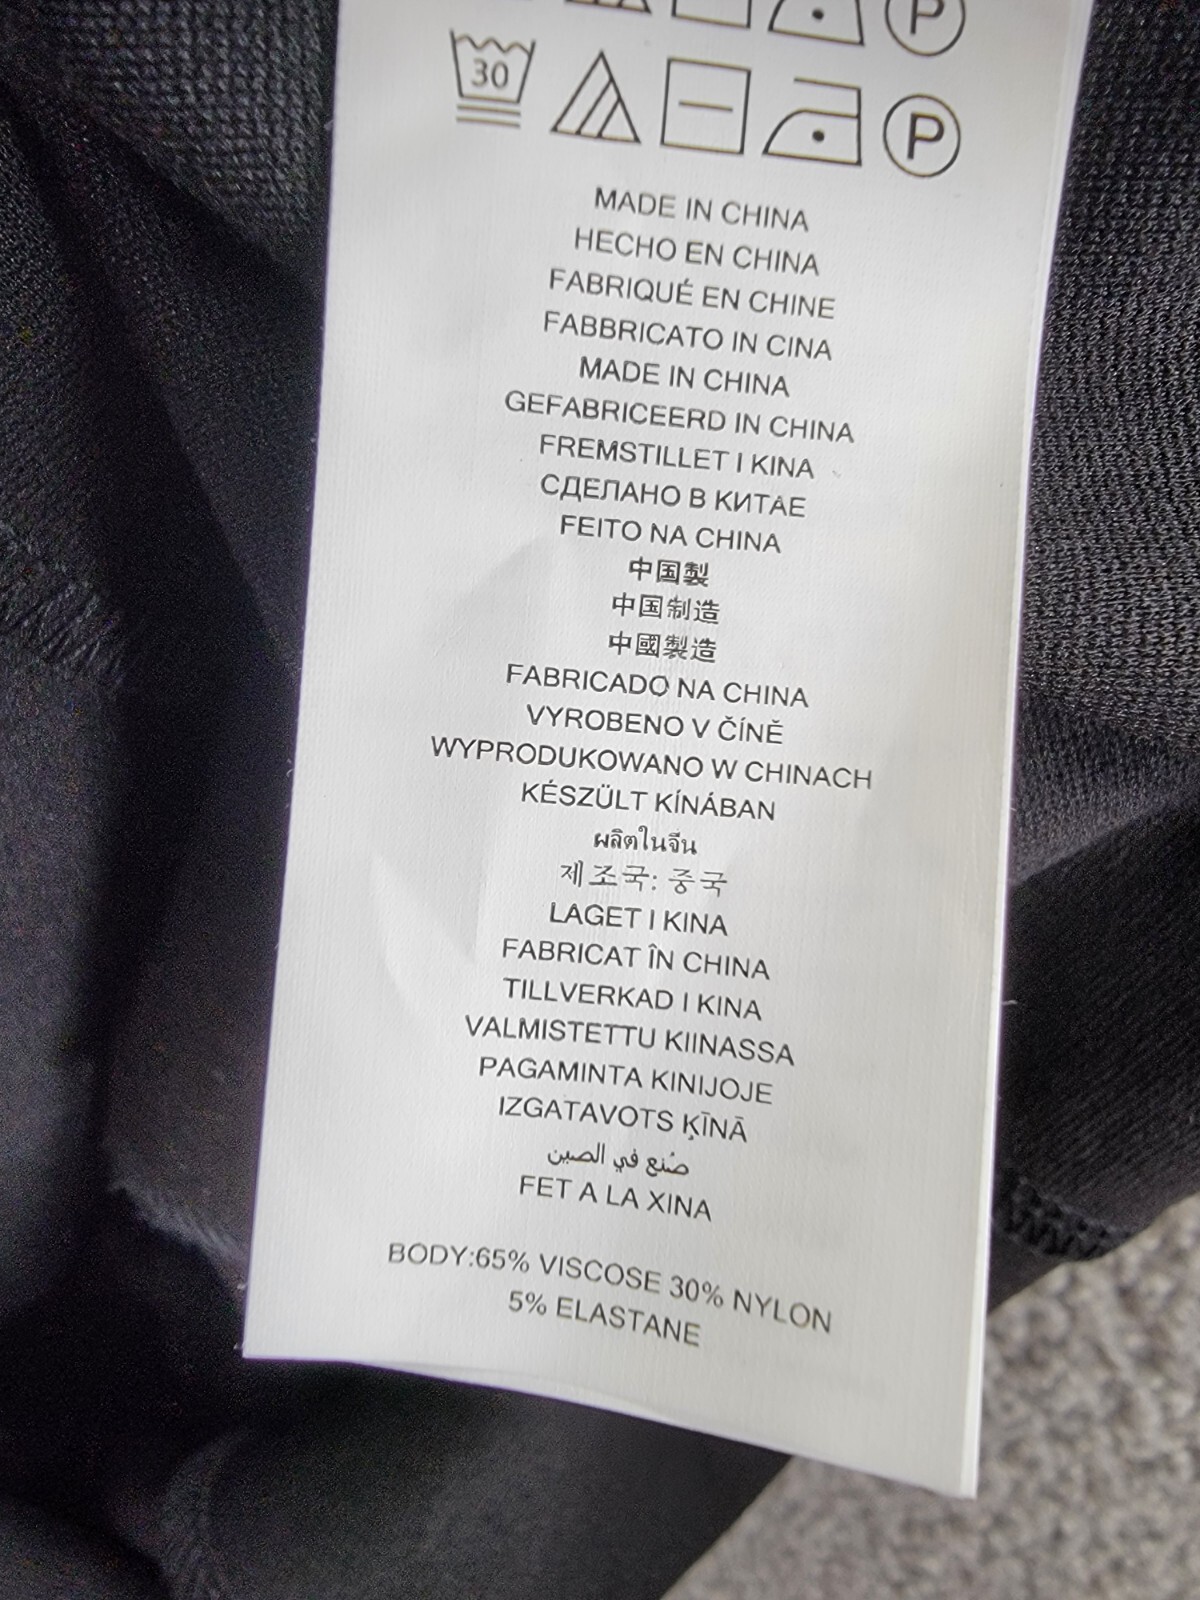 P
30 P
MADE IN CHINA
HECHO EN CHINA
FABRIQUÉ EN CHINE
FABBRICATO IN CINA
MADE IN CHINA
GEFABRICEERD IN CHINA
FREMSTILLET I KINA
СДЕЛАНО В КИТАЕ
FEITO NA CHINA
中国製
中国制造
中國製造
FABRICADO NA CHINA
VYROBENO V ČÍNĚ
WYPRODUKOWANO W CHINACH
KÉSZÜLT KÍNÁBAN
ผลิตในจีน
제조국: 중국
LAGET I KINA
FABRICAT ÎN CHINA
TILLVERKAD I KINA
VALMISTETTU KIINASSA
PAGAMINTA KINIJOJE
IZGATAVOTS ĶĪNĀ
صُنع في الصين
FET A LA XINA
BODY:65% VISCOSE 30% NYLON
5% ELASTANE